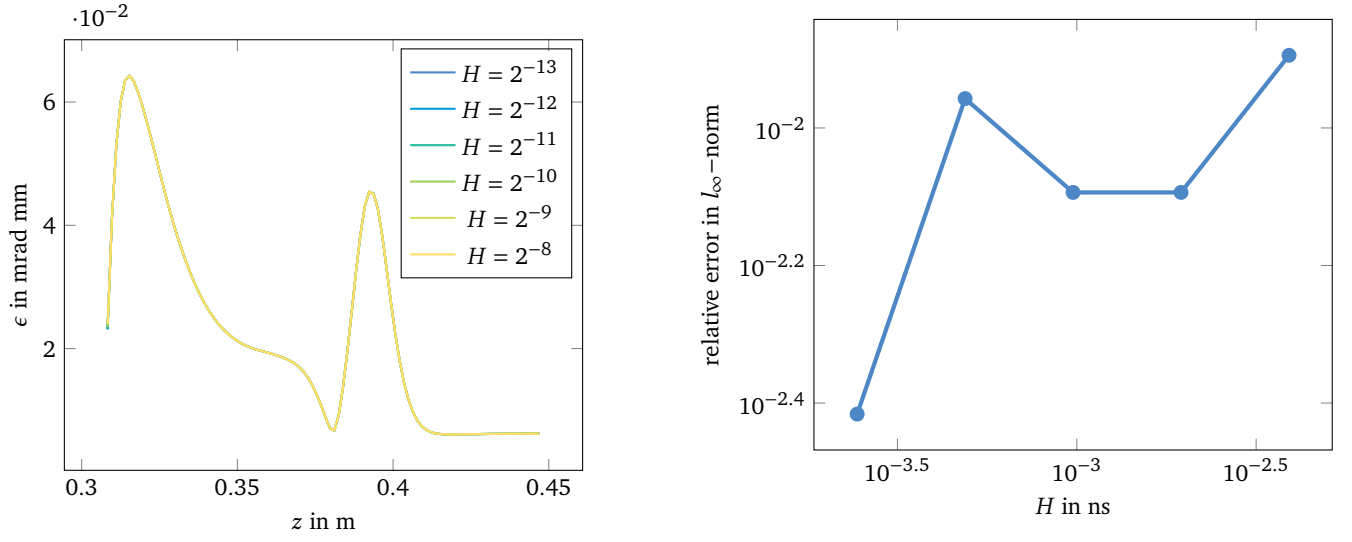 ·10⁻²
6
4
2
0.3 0.35 0.4 0.45
z in m
ϵ in mrad mm
H = 2⁻¹³
H = 2⁻¹²
H = 2⁻¹¹
H = 2⁻¹⁰
H = 2⁻⁹
H = 2⁻⁸
10⁻²
10⁻²·²
10⁻²·⁴
10⁻³·⁵ 10⁻³ 10⁻²·⁵
H in ns
relative error in l∞−norm